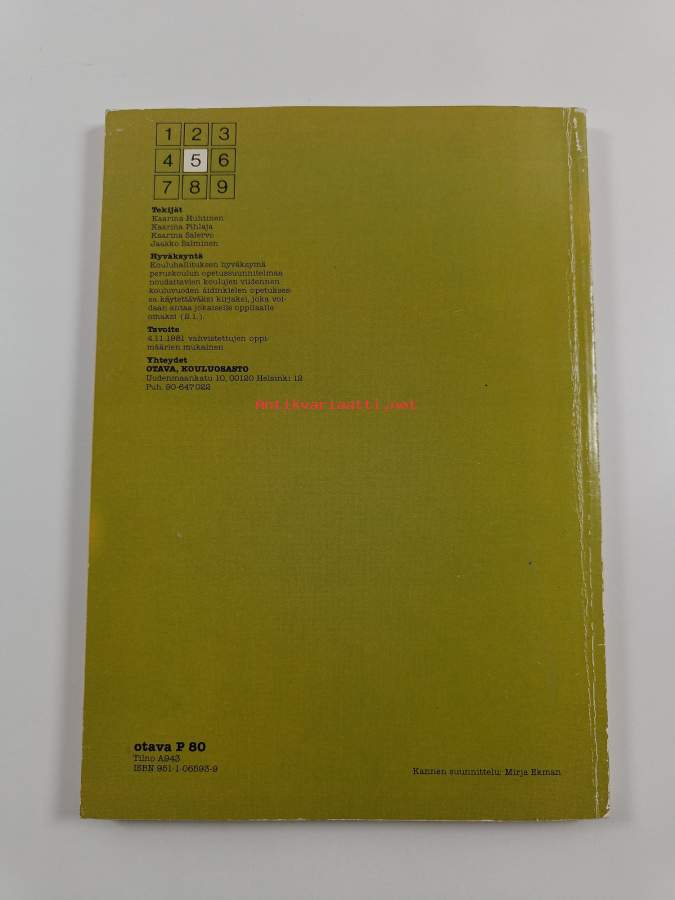 1 2 3
4 5 6
7 8 9
Tekijät
Kaarina Huhtinen
Kaarina Pihlaja
Kaarina Salervo
Jaakko Salminen
Hyväksyntä
Kouluhallituksen hyväksymä
peruskoulun opetussuunnitelmaa
noudattavien koulujen viidennen
kouluvuoden äidinkielen opetukses-
sa käytettäväksi kirjaksi, joka voi-
daan antaa jokaiselle oppilaalle
omaksi (II.1.).
Tavoite
4.11.1981 vahvistettujen oppi-
määrien mukainen
Yhteydet
OTAVA, KOULUOSASTO
Uudenmaankatu 10, 00120 Helsinki 12
Puh. 90-647022
Antikvariaatti.net
otava P 80
Tilno A943
ISBN 951-1-06593-9
Kannen suunnittelu: Mirja Ekman